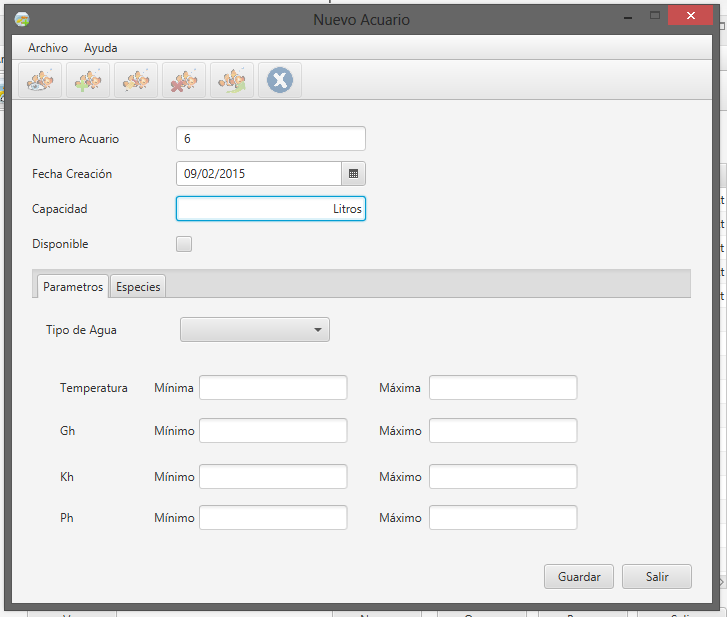 Nuevo Acuario
Archivo Ayuda
Numero Acuario 6
Fecha Creación 09/02/2015
Capacidad Litros
Disponible
Parametros Especies
Tipo de Agua
Temperatura Mínima Máxima
Gh Mínimo Máximo
Kh Mínimo Máximo
Ph Mínimo Máximo
Guardar Salir